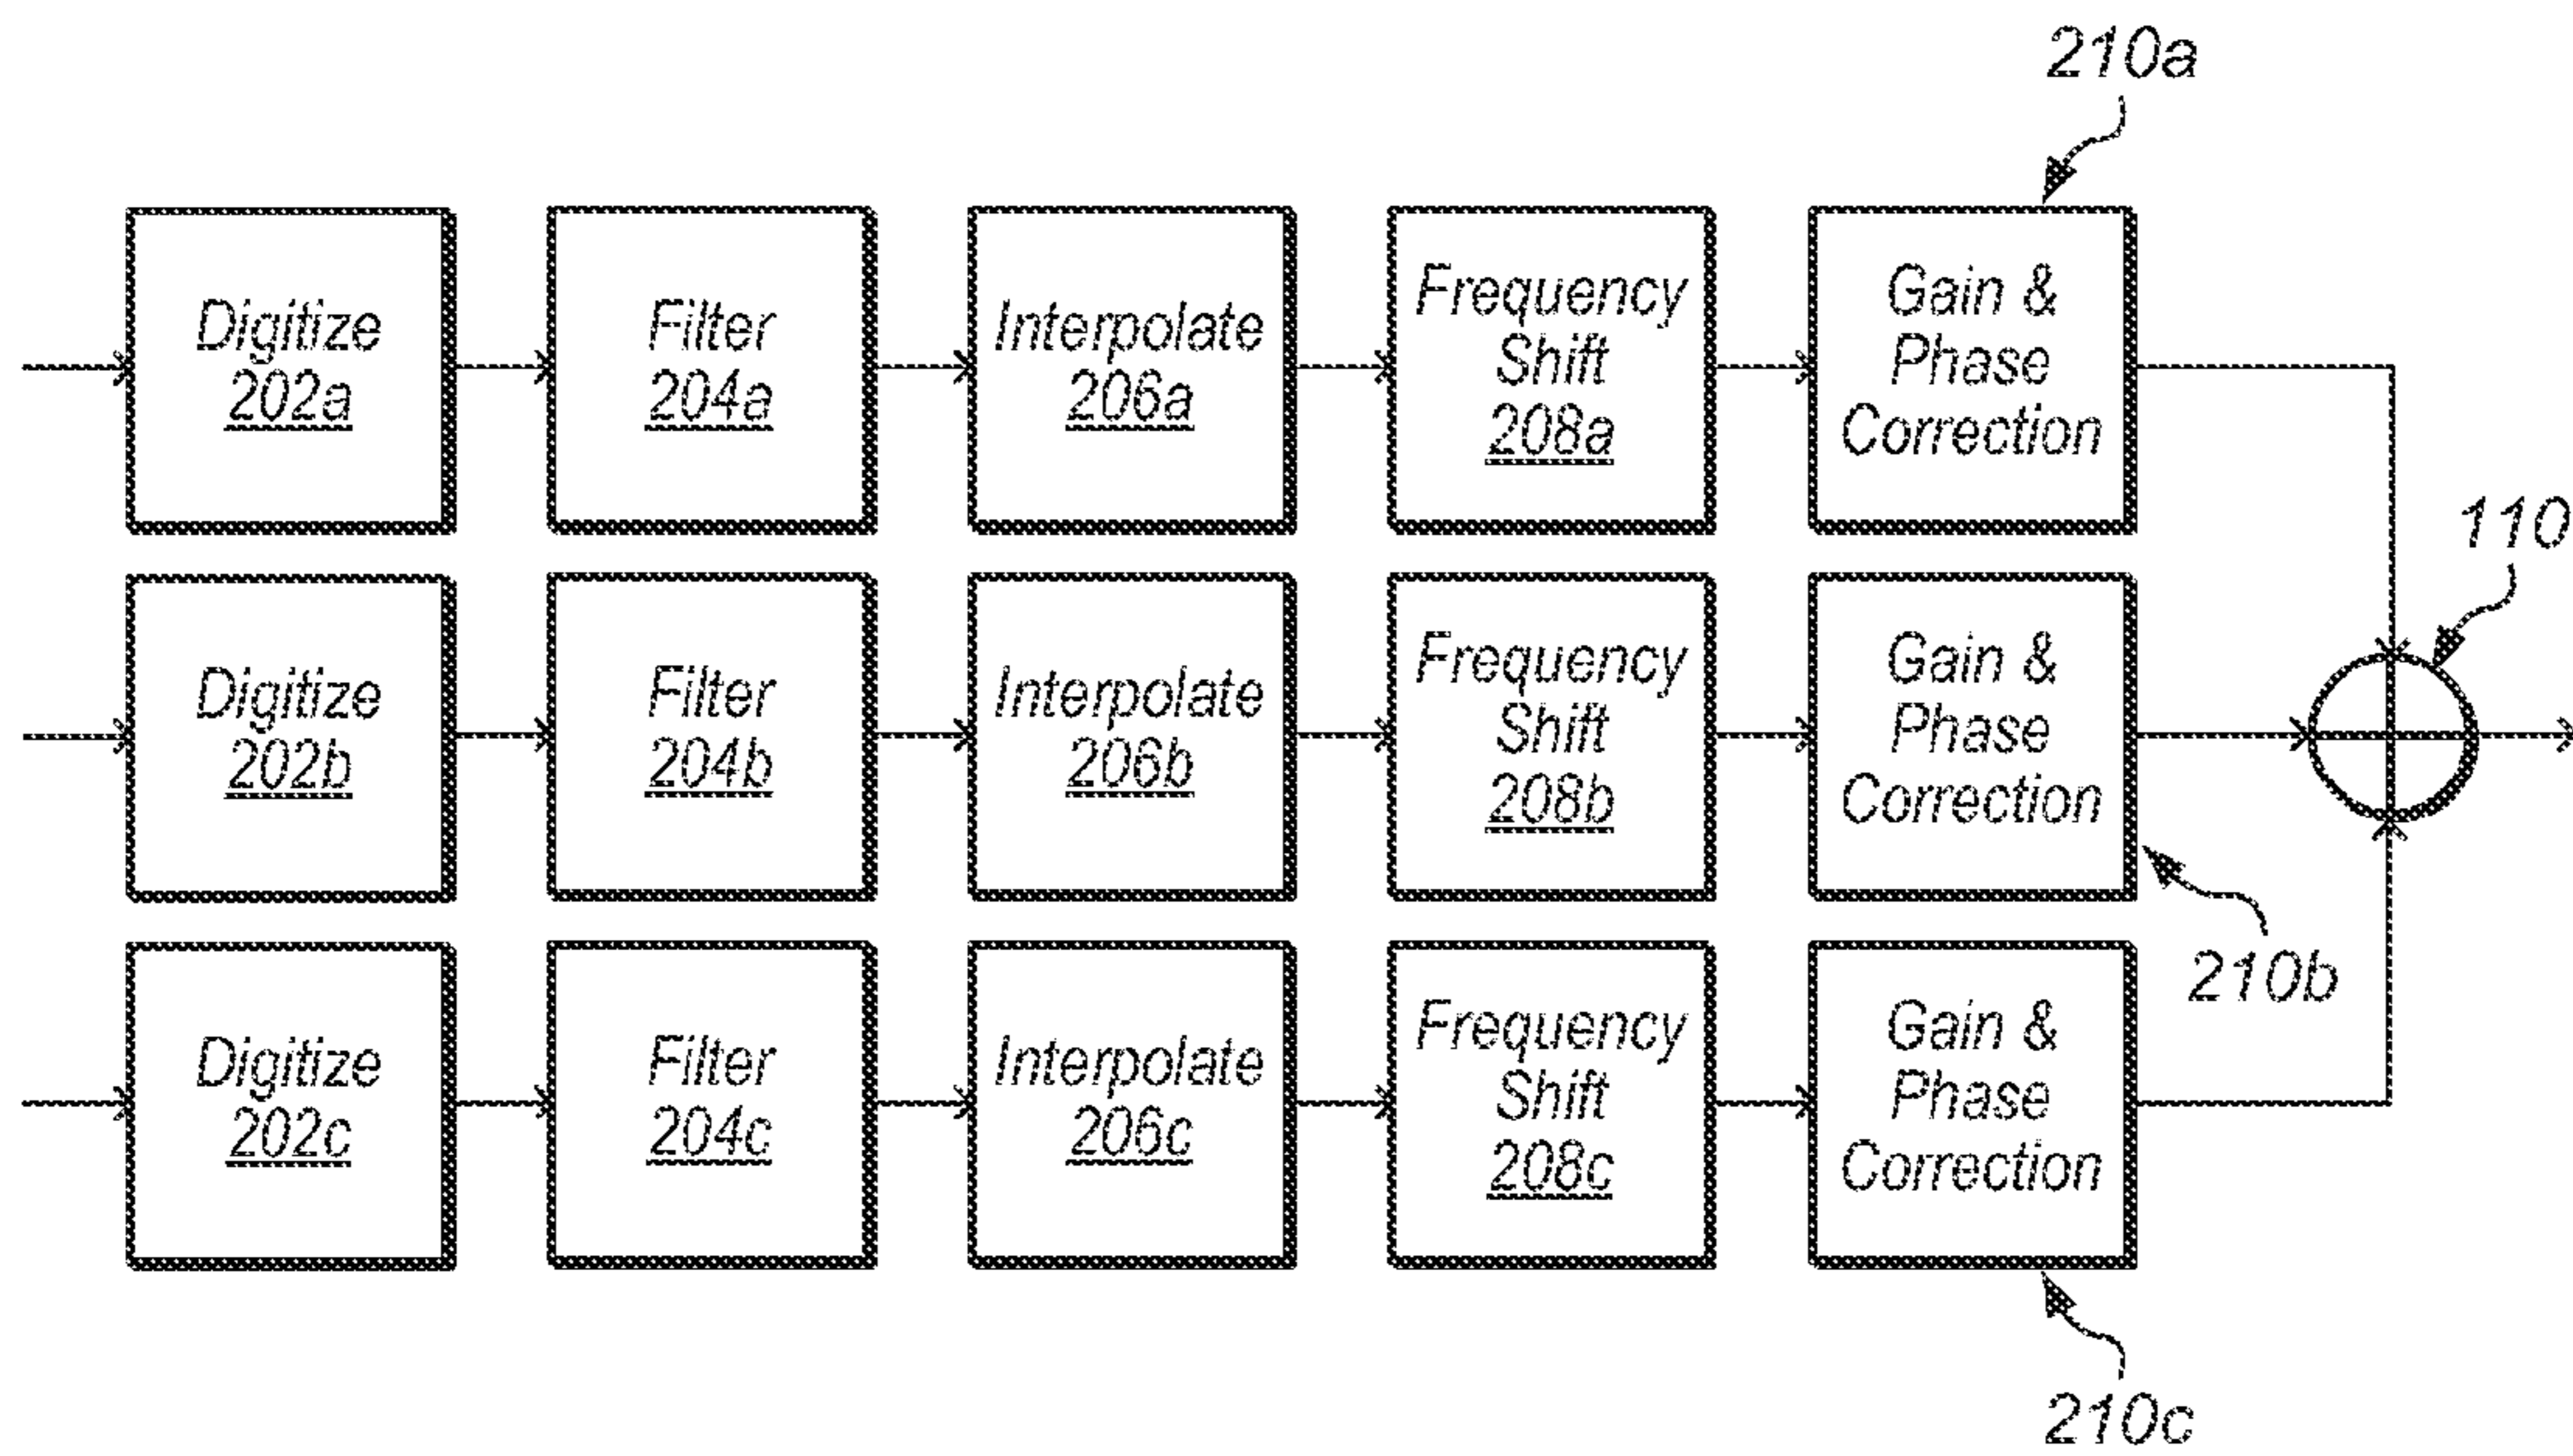 210a
Digitize
202a
Filter
204a
Interpolate
206a
Frequency
Shift
208a
Gain &
Phase
Correction
110
Digitize
202b
Filter
204b
Interpolate
206b
Frequency
Shift
208b
Gain &
Phase
Correction
210b
Digitize
202c
Filter
204c
Interpolate
206c
Frequency
Shift
208c
Gain &
Phase
Correction
210c